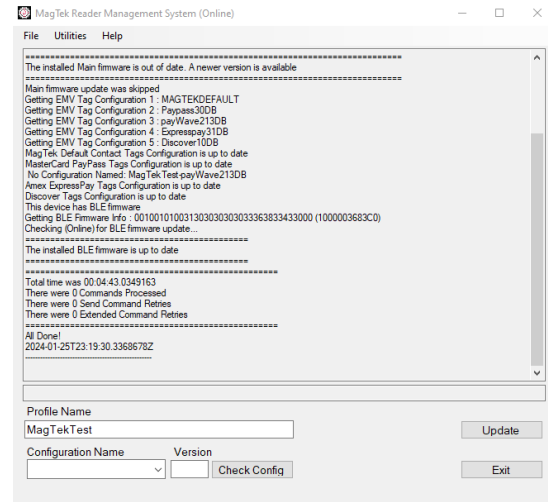 MagTek Reader Management System (Online)
File Utilities Help
==========================================================================
The installed Main firmware is out of date. A newer version is available
==========================================================================
Main firmware update was skipped
Getting EMV Tag Configuration 1 : MAGTEKDEFAULT
Getting EMV Tag Configuration 2 : Paypass30DB
Getting EMV Tag Configuration 3 : payWave213DB
Getting EMV Tag Configuration 4 : Expresspay31DB
Getting EMV Tag Configuration 5 : Discover10DB
MagTek Default Contact Tags Configuration is up to date
MasterCard PayPass Tags Configuration is up to date
No Configuration Named: MagTekTest-payWave213DB
Amex ExpressPay Tags Configuration is up to date
Discover Tags Configuration is up to date
This device has BLE firmware
Getting BLE Firmware Info : 00100101003130303030303363833433000 (1000003683C0)
Checking (Online) for BLE firmware update...
============================================
The installed BLE firmware is up to date
============================================
==================================================
Total time was 00:04:43.0349163
There were 0 Commands Processed
There were 0 Send Command Retries
There were 0 Extended Command Retries
==================================================
All Done!
2024-01-25T23:19:30.3368678Z
--------------------------------------------------
Profile Name
MagTekTest
Update
Configuration Name Version
Check Config
Exit